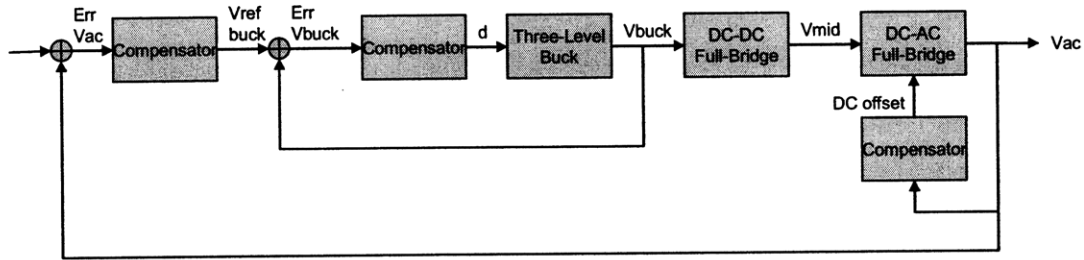 Err
Vac
Compensator
Vref
buck
Err
Vbuck
Compensator
d
Three-Level
Buck
Vbuck
DC-DC
Full-Bridge
Vmid
DC-AC
Full-Bridge
Vac
DC offset
Compensator